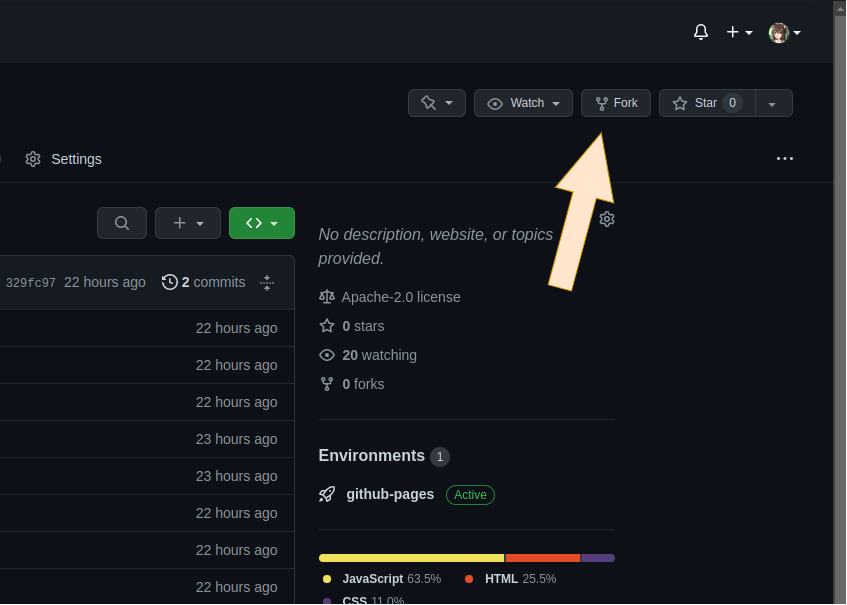 Watch
Fork
Star 0
Settings
No description, website, or topics
provided.
329fc97 22 hours ago 2 commits
Apache-2.0 license
0 stars
22 hours ago
20 watching
22 hours ago
0 forks
22 hours ago
23 hours ago
Environments 1
23 hours ago
github-pages Active
22 hours ago
22 hours ago
JavaScript 63.5% HTML 25.5%
22 hours ago
CSS 11.0%